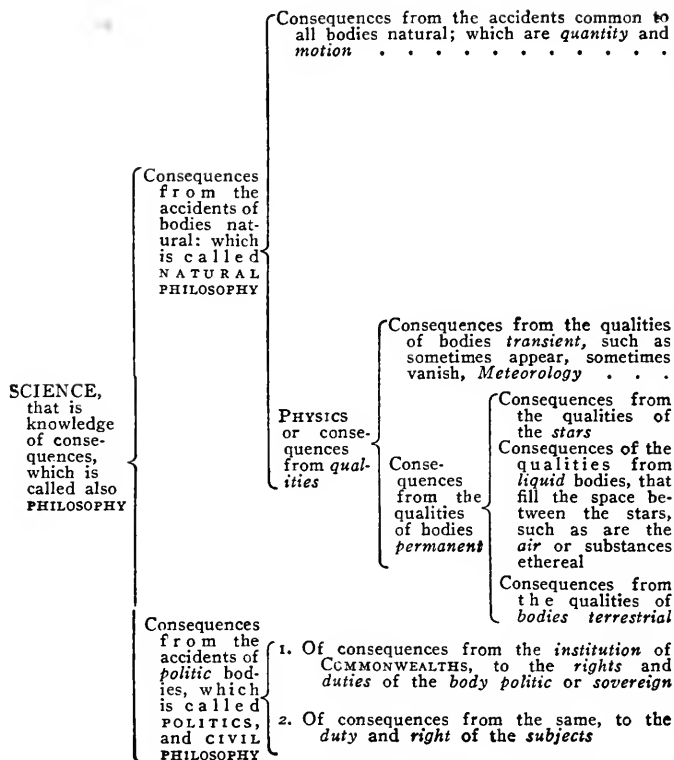 Consequences from the accidents common to
all bodies natural; which are quantity and
motion . . . . . . . . . . . .
Consequences
from the
accidents of
bodies nat-
ural: which
is called
NATURAL
PHILOSOPHY
Consequences from the qualities
of bodies transient, such as
sometimes appear, sometimes
vanish, Meteorology . . .
SCIENCE,
that is
knowledge
of conse-
quences,
which is
called also
PHILOSOPHY
PHYSICS
or conse-
quences
from qual-
ities
Conse-
quences
from the
qualities
of bodies
permanent
Consequences from
the qualities of
the stars
Consequences of the
qualities from
liquid bodies, that
fill the space be-
tween the stars,
such as are the
air or substances
ethereal
Consequences from
the qualities of
bodies terrestrial
Consequences
from the
accidents of
politic bod-
ies, which
is called
POLITICS,
and CIVIL
PHILOSOPHY
1. Of consequences from the institution of
COMMONWEALTHS, to the rights and
duties of the body politic or sovereign
2. Of consequences from the same, to the
duty and right of the subjects